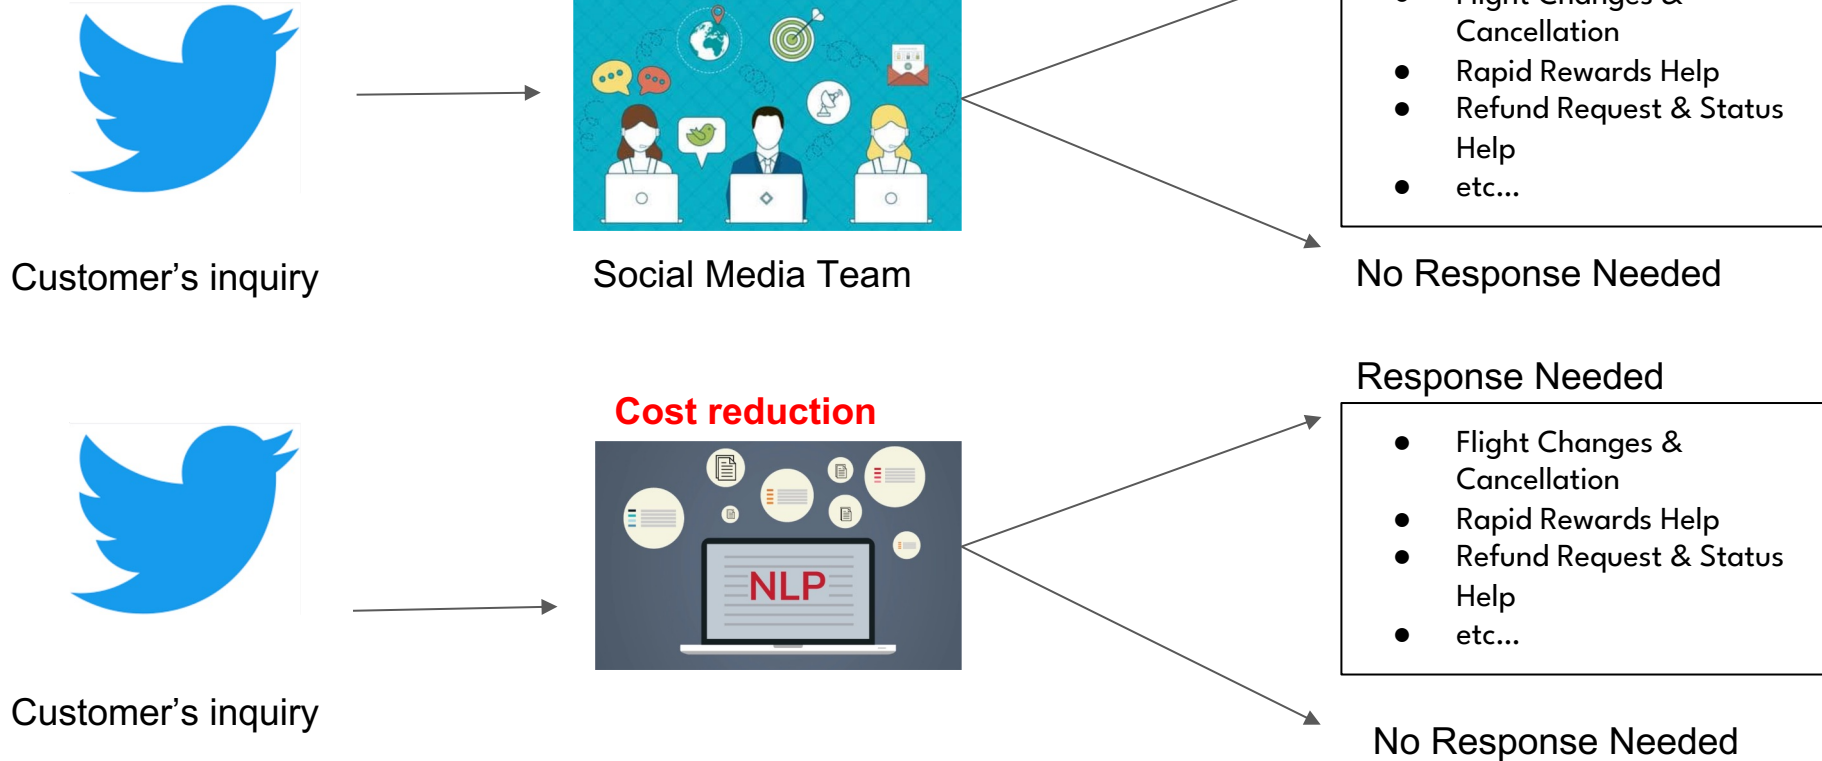 Flight Changes &
Cancellation
● Rapid Rewards Help
● Refund Request & Status
Help
● etc...
Customer’s inquiry
Social Media Team
No Response Needed
Response Needed
Cost reduction
● Flight Changes &
Cancellation
● Rapid Rewards Help
● Refund Request & Status
Help
● etc...
NLP
Customer’s inquiry
No Response Needed